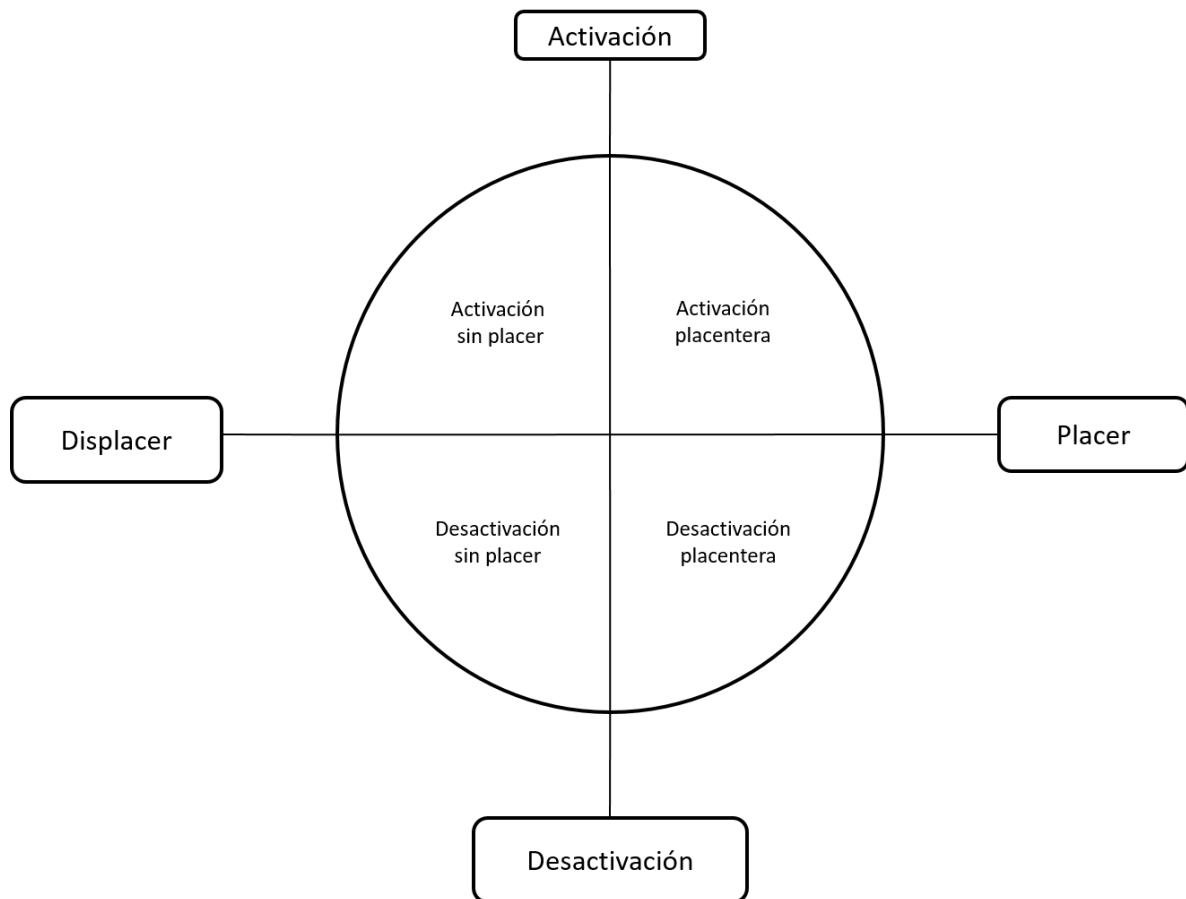 Activación
Activación
sin placer
Activación
placentera
Displacer
Placer
Desactivación
sin placer
Desactivación
placentera
Desactivación